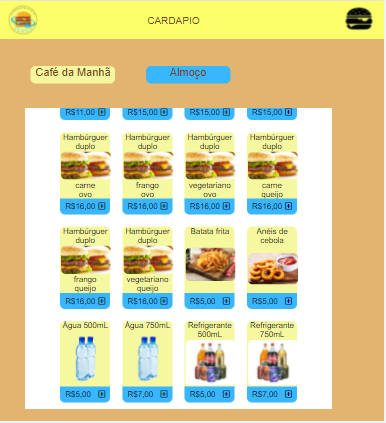 CARDAPIO
Café da Manhã
Almoço
R$11,00 R$15,00 R$15,00 R$15,00
Hambúrguer Hambúrguer Hambúrguer Hambúrguer
duplo duplo duplo duplo
carne frango vegetariano carne
ovo ovo ovo queijo
R$16,00 R$16,00 R$16,00 R$16,00
Hambúrguer Hambúrguer Batata frita Anéis de
duplo duplo cebola
frango vegetariano
queijo queijo
R$16,00 R$16,00 R$5,00 R$5,00
Água 500mL Água 750mL Refrigerante Refrigerante
500mL 750mL
R$5,00 R$7,00 R$5,00 R$7,00